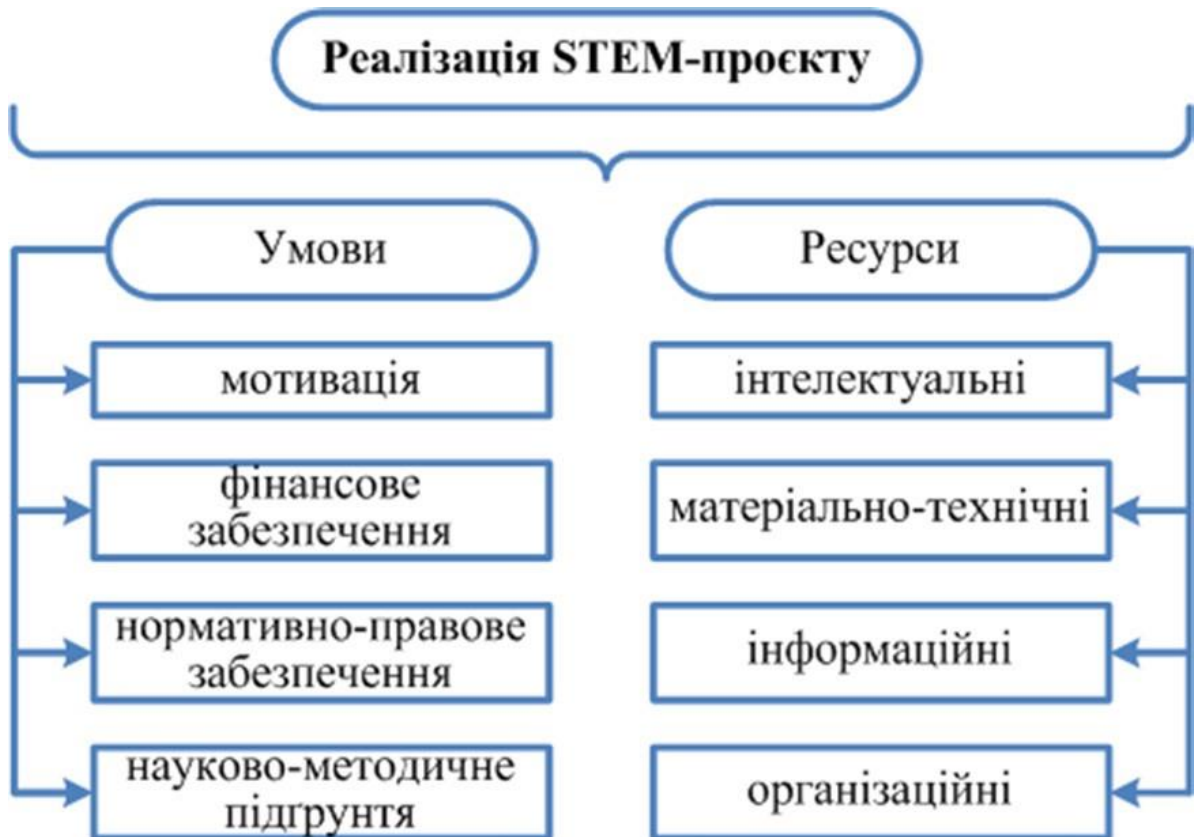 Реалізація STEM-проєкту
Умови
мотивація
фінансове
забезпечення
нормативно-правове
забезпечення
науково-методичне
підґрунтя
Ресурси
інтелектуальні
матеріально-технічні
інформаційні
організаційні